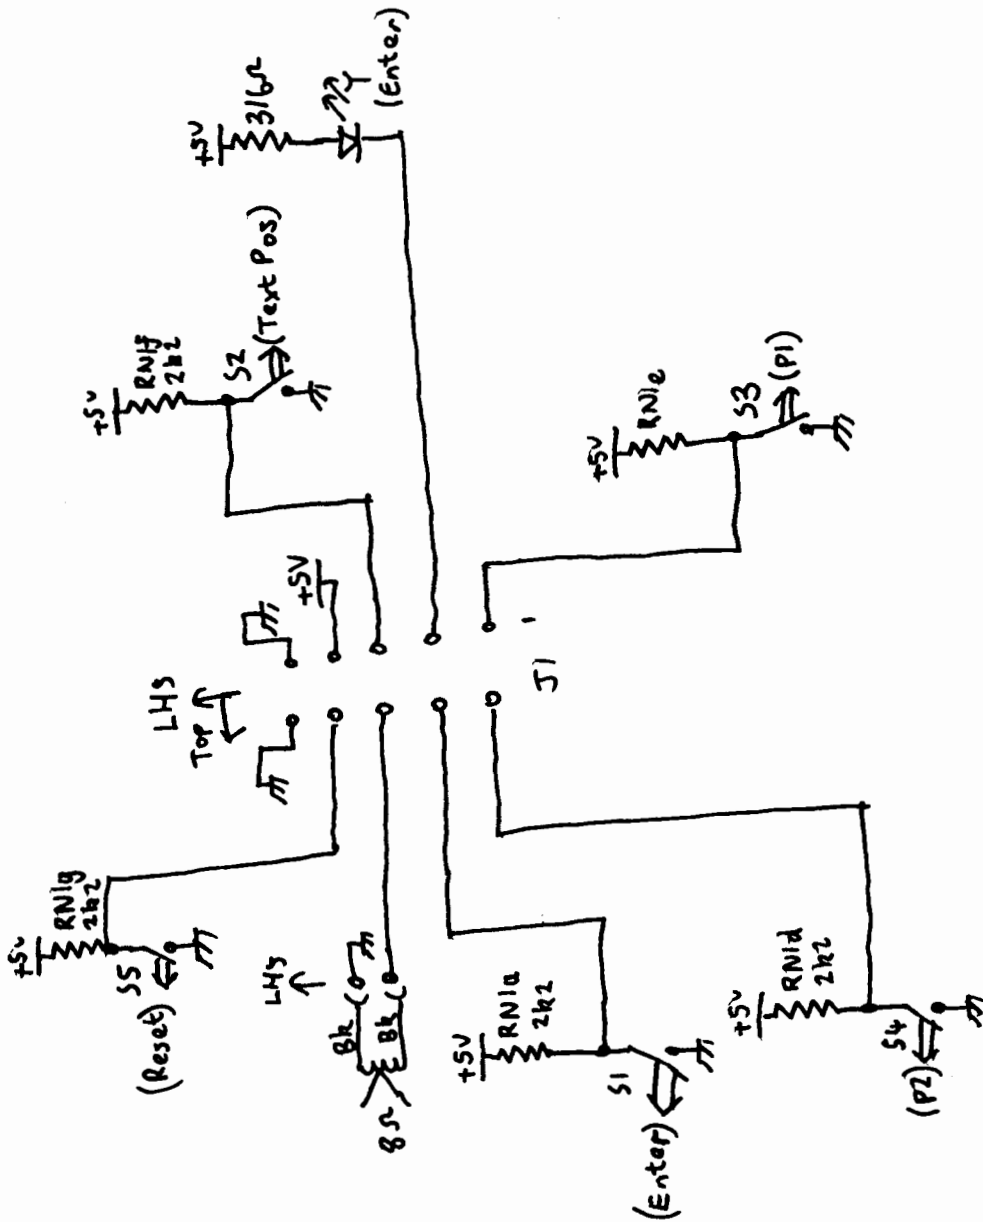 +5V
316Ω
Y
(Enter)
+5V
RN1f
2k2
S2
(Text Pos)
+5V
RN1e
S3
(P1)
+5V
LHS
Top
J1
1
+5V
RN1g
2k2
S5
(Reset)
LHS
Bk
Bk
8Ω
+5V
RN1a
2k2
S1
(Enter)
+5V
RN1d
2k2
S4
(P2)